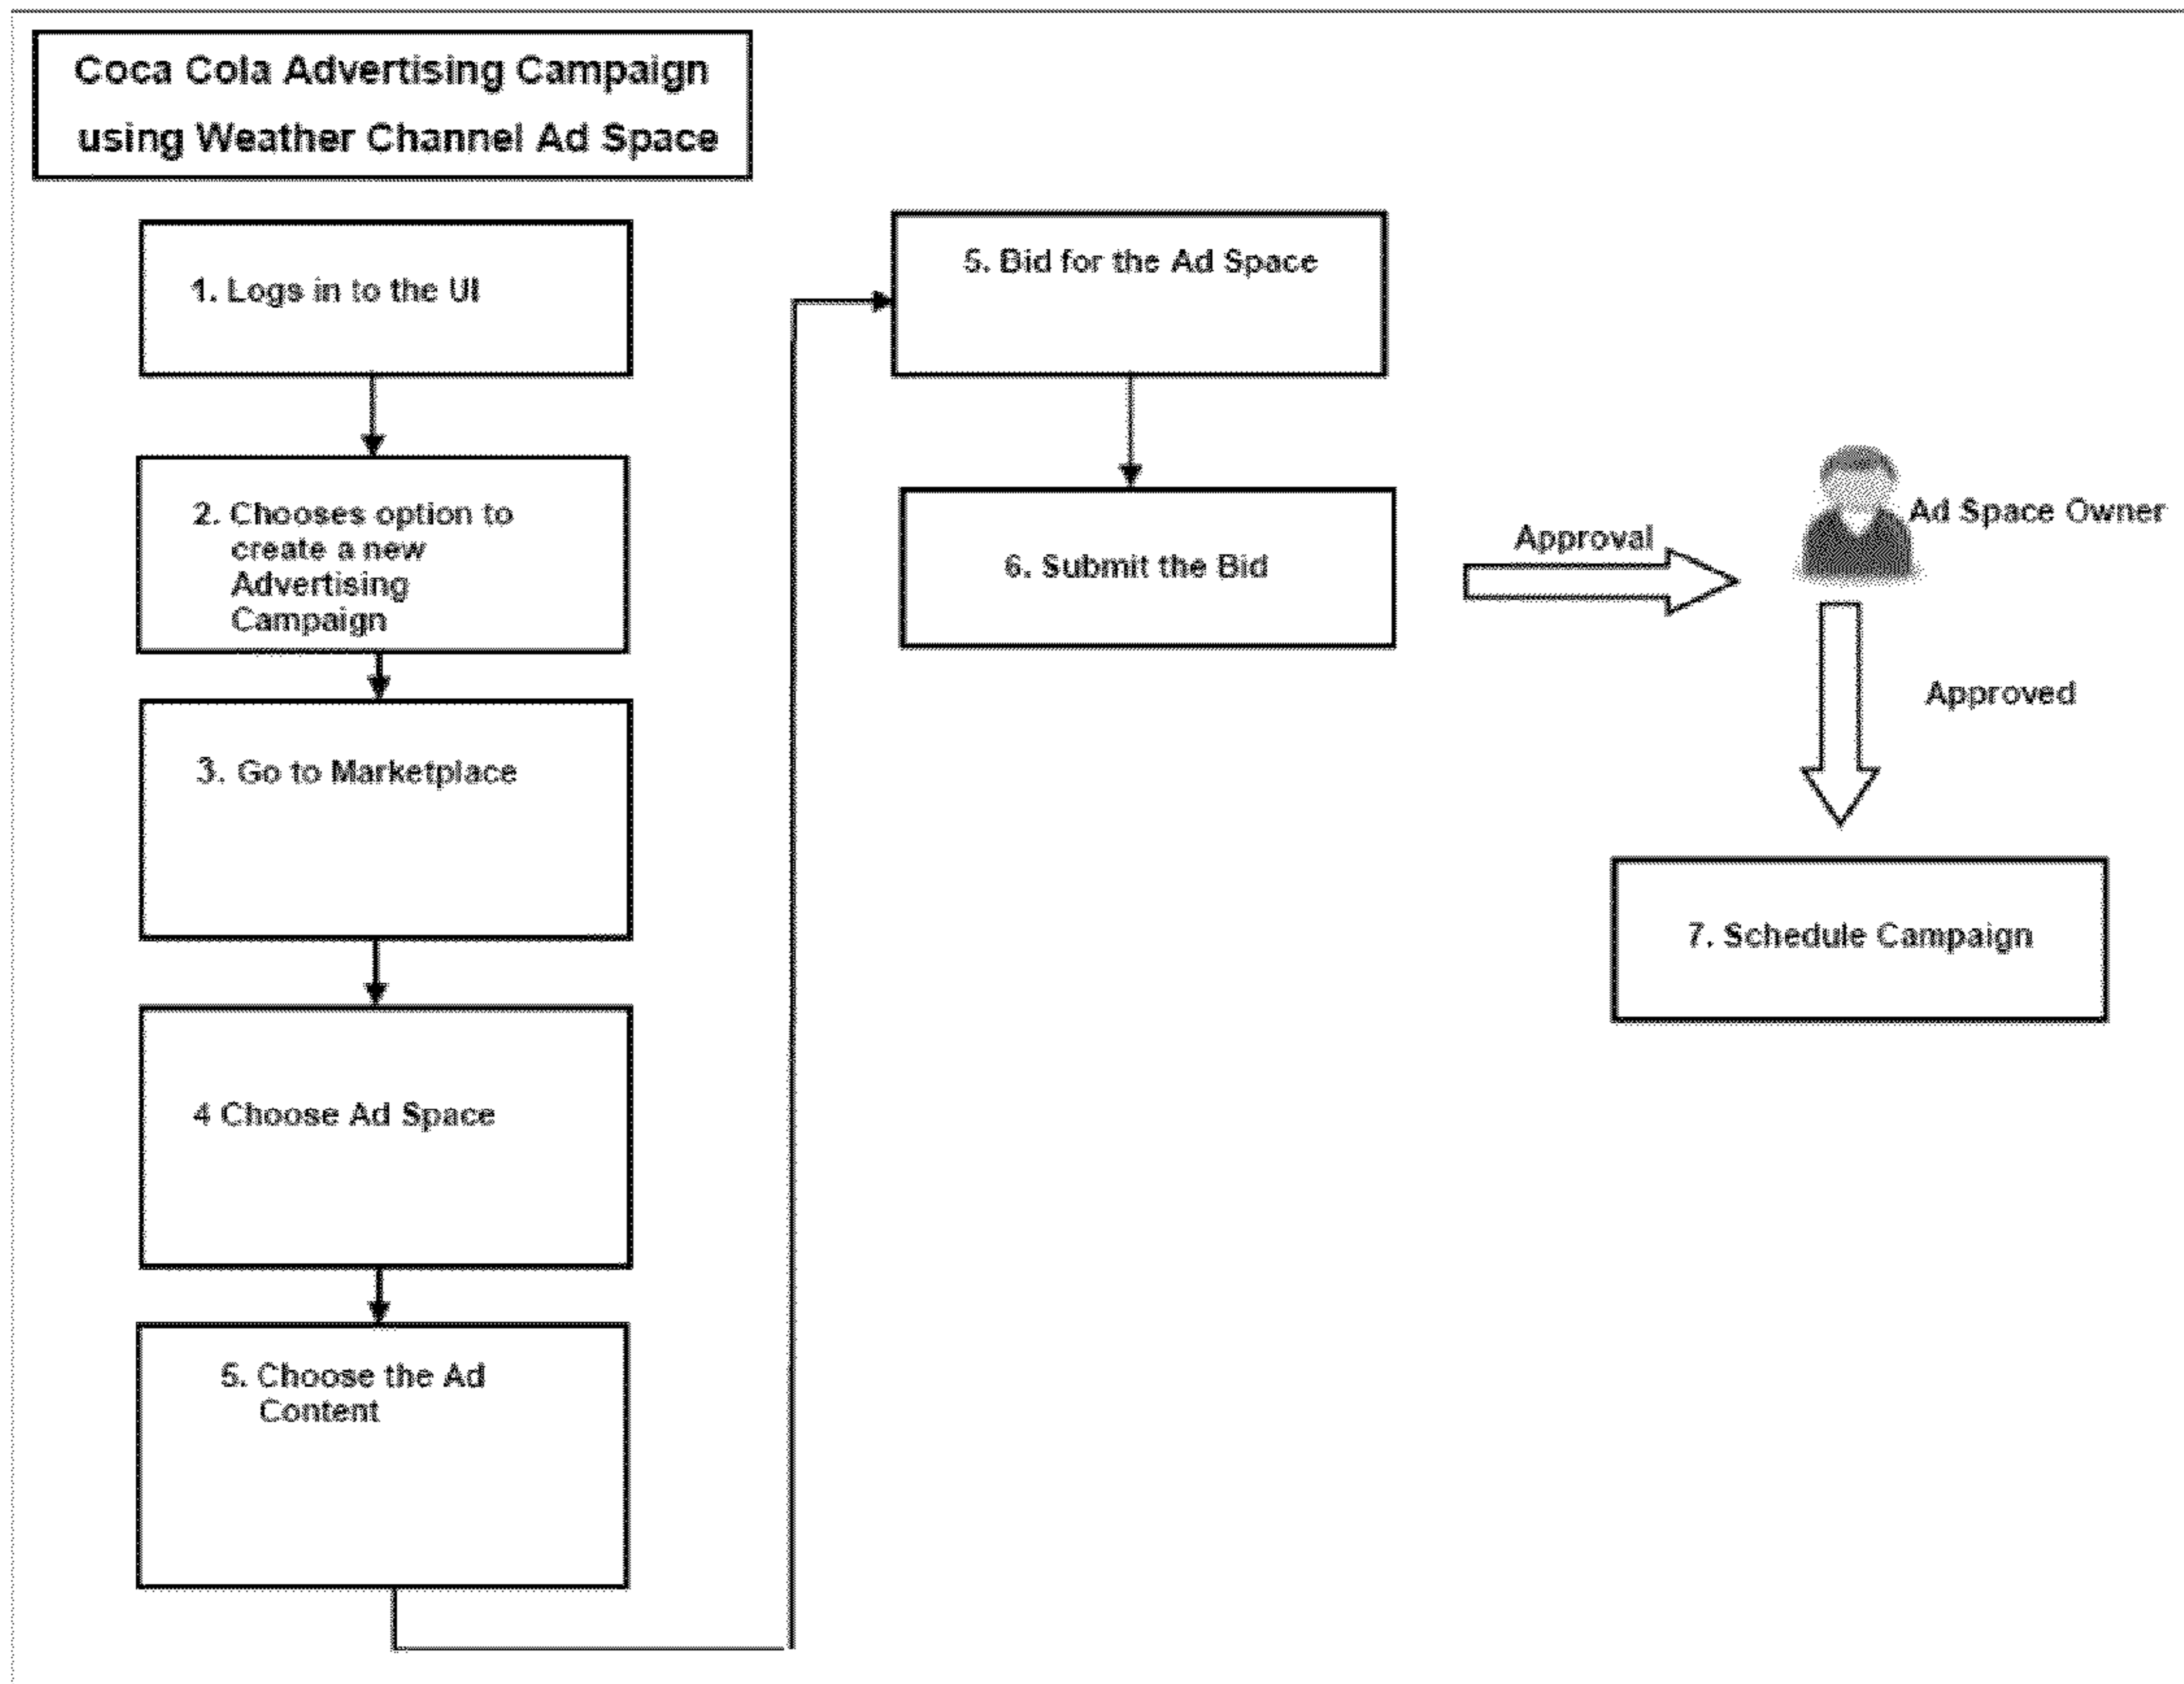 Coca Cola Advertising Campaign
using Weather Channel Ad Space
1. Logs in to the UI
2. Chooses option to
create a new
Advertising
Campaign
3. Go to Marketplace
4 Choose Ad Space
5. Choose the Ad
Content
5. Bid for the Ad Space
6. Submit the Bid
Approval
Ad Space Owner
Approved
7. Schedule Campaign